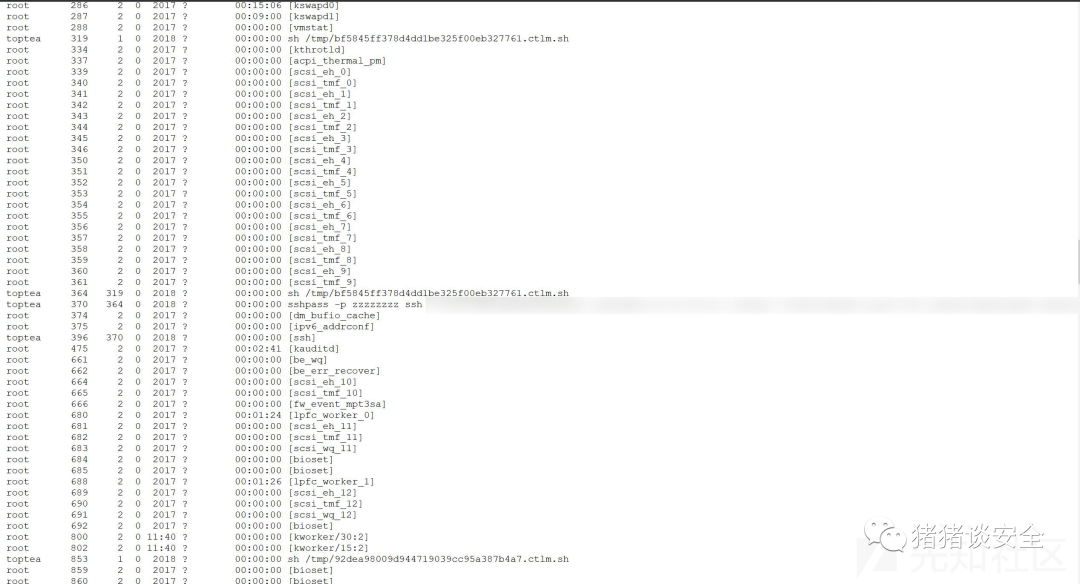 root 286 2 0 2017 ? 00:15:06 [kswapd0]
root 287 2 0 2017 ? 00:09:00 [kswapd1]
root 288 2 0 2017 ? 00:00:00 [vmstat]
toptea 319 1 0 2018 ? 00:00:00 sh /tmp/bf5845ff378d4dd1be325f00eb327761.ctlm.sh
root 334 2 0 2017 ? 00:00:00 [kthrotld]
root 337 2 0 2017 ? 00:00:00 [acpi_thermal_pm]
root 339 2 0 2017 ? 00:00:00 [scsi_eh_0]
root 340 2 0 2017 ? 00:00:00 [scsi_tmf_0]
root 341 2 0 2017 ? 00:00:00 [scsi_eh_1]
root 342 2 0 2017 ? 00:00:00 [scsi_tmf_1]
root 343 2 0 2017 ? 00:00:00 [scsi_eh_2]
root 344 2 0 2017 ? 00:00:00 [scsi_tmf_2]
root 345 2 0 2017 ? 00:00:00 [scsi_eh_3]
root 346 2 0 2017 ? 00:00:00 [scsi_tmf_3]
root 350 2 0 2017 ? 00:00:00 [scsi_eh_4]
root 351 2 0 2017 ? 00:00:00 [scsi_tmf_4]
root 352 2 0 2017 ? 00:00:00 [scsi_eh_5]
root 353 2 0 2017 ? 00:00:00 [scsi_tmf_5]
root 354 2 0 2017 ? 00:00:00 [scsi_eh_6]
root 355 2 0 2017 ? 00:00:00 [scsi_tmf_6]
root 356 2 0 2017 ? 00:00:00 [scsi_eh_7]
root 357 2 0 2017 ? 00:00:00 [scsi_tmf_7]
root 358 2 0 2017 ? 00:00:00 [scsi_eh_8]
root 359 2 0 2017 ? 00:00:00 [scsi_tmf_8]
root 360 2 0 2017 ? 00:00:00 [scsi_eh_9]
root 361 2 0 2017 ? 00:00:00 [scsi_tmf_9]
toptea 364 319 0 2018 ? 00:00:00 sh /tmp/bf5845ff378d4dd1be325f00eb327761.ctlm.sh
toptea 370 364 0 2018 ? 00:00:00 sshpass -p zzzzzzzz ssh
root 374 2 0 2017 ? 00:00:00 [dm_bufio_cache]
root 375 2 0 2017 ? 00:00:00 [ipv6_addrconf]
toptea 396 370 0 2018 ? 00:00:00 [ssh]
root 475 2 0 2017 ? 00:02:41 [kauditd]
root 661 2 0 2017 ? 00:00:00 [be_wq]
root 662 2 0 2017 ? 00:00:00 [be_err_recover]
root 664 2 0 2017 ? 00:00:00 [scsi_eh_10]
root 665 2 0 2017 ? 00:00:00 [scsi_tmf_10]
root 666 2 0 2017 ? 00:00:00 [fw_event_mpt3sa]
root 680 2 0 2017 ? 00:01:24 [lpfc_worker_0]
root 681 2 0 2017 ? 00:00:00 [scsi_eh_11]
root 682 2 0 2017 ? 00:00:00 [scsi_tmf_11]
root 683 2 0 2017 ? 00:00:00 [scsi_wq_11]
root 684 2 0 2017 ? 00:00:00 [bioset]
root 685 2 0 2017 ? 00:00:00 [bioset]
root 688 2 0 2017 ? 00:01:26 [lpfc_worker_1]
root 689 2 0 2017 ? 00:00:00 [scsi_eh_12]
root 690 2 0 2017 ? 00:00:00 [scsi_tmf_12]
root 691 2 0 2017 ? 00:00:00 [scsi_wq_12]
root 692 2 0 2017 ? 00:00:00 [bioset]
root 800 2 0 11:40 ? 00:00:00 [kworker/30:2]
root 802 2 0 11:40 ? 00:00:00 [kworker/15:2]
toptea 853 1 0 2018 ? 00:00:00 sh /tmp/92dea98009d944719039cc95a387b4a7.ctlm.sh
root 859 2 0 2017 ? 00:00:00 [bioset]
root 860 2 0 2017 ? 00:00:00 [bioset]
猪猪谈安全
先知社区